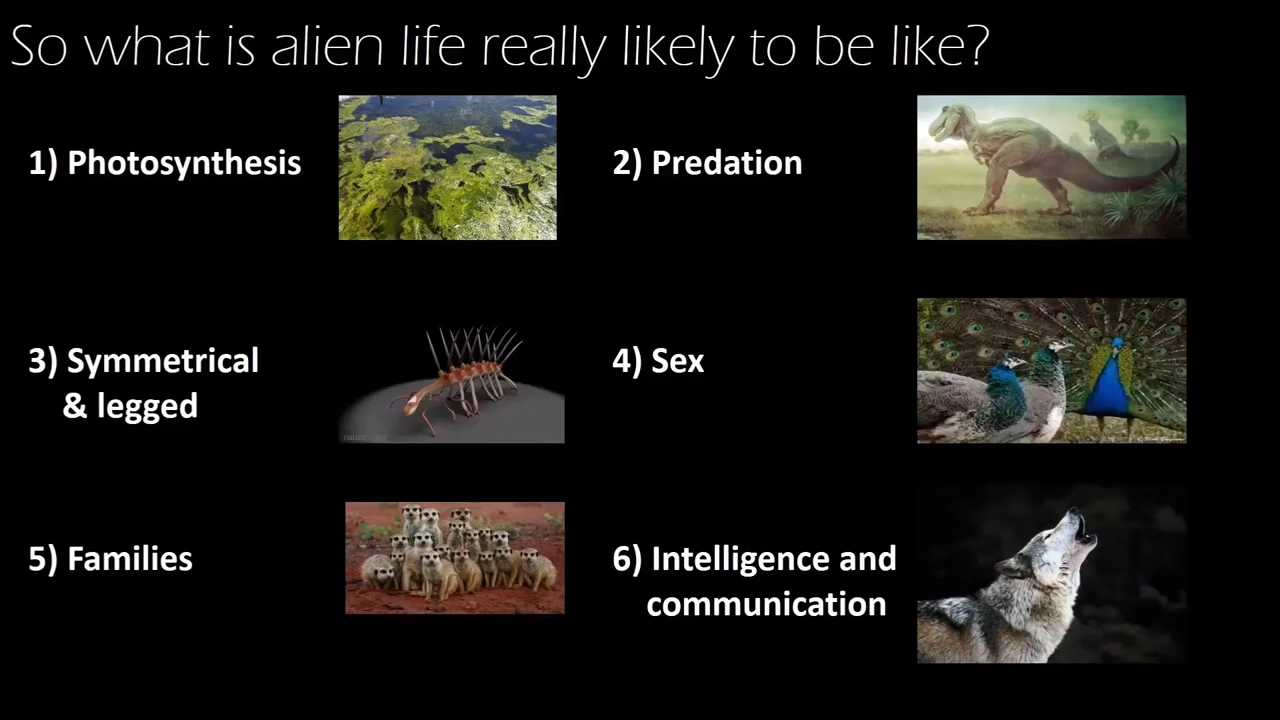 So what is alien life really likely to be like?
1) Photosynthesis
2) Predation
3) Symmetrical
& legged
4) Sex
5) Families
6) Intelligence and
communication